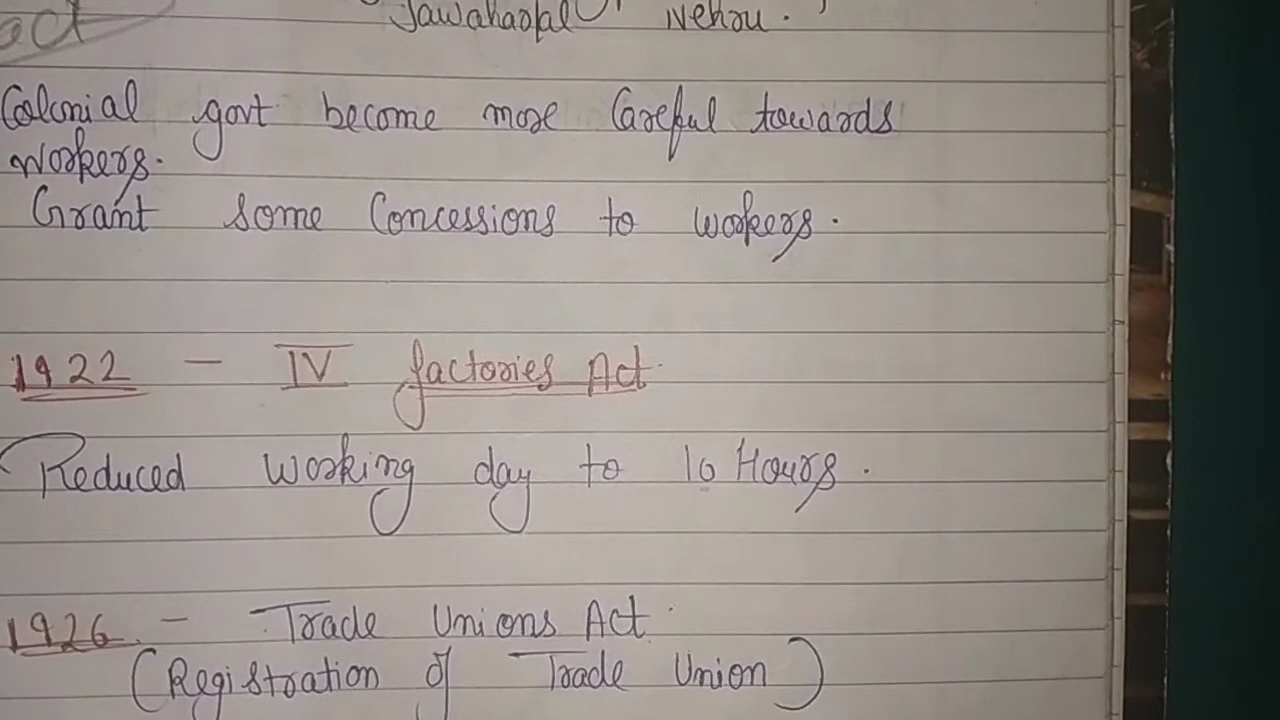 Jawaharlal Nehru.
Colonial govt become more Careful towards
workers.
Grant some Concessions to workers.
1922 - IV factories Act.
Reduced working day to 10 Hours.
1926. - Trade Unions Act.
(Registration of Trade Union)